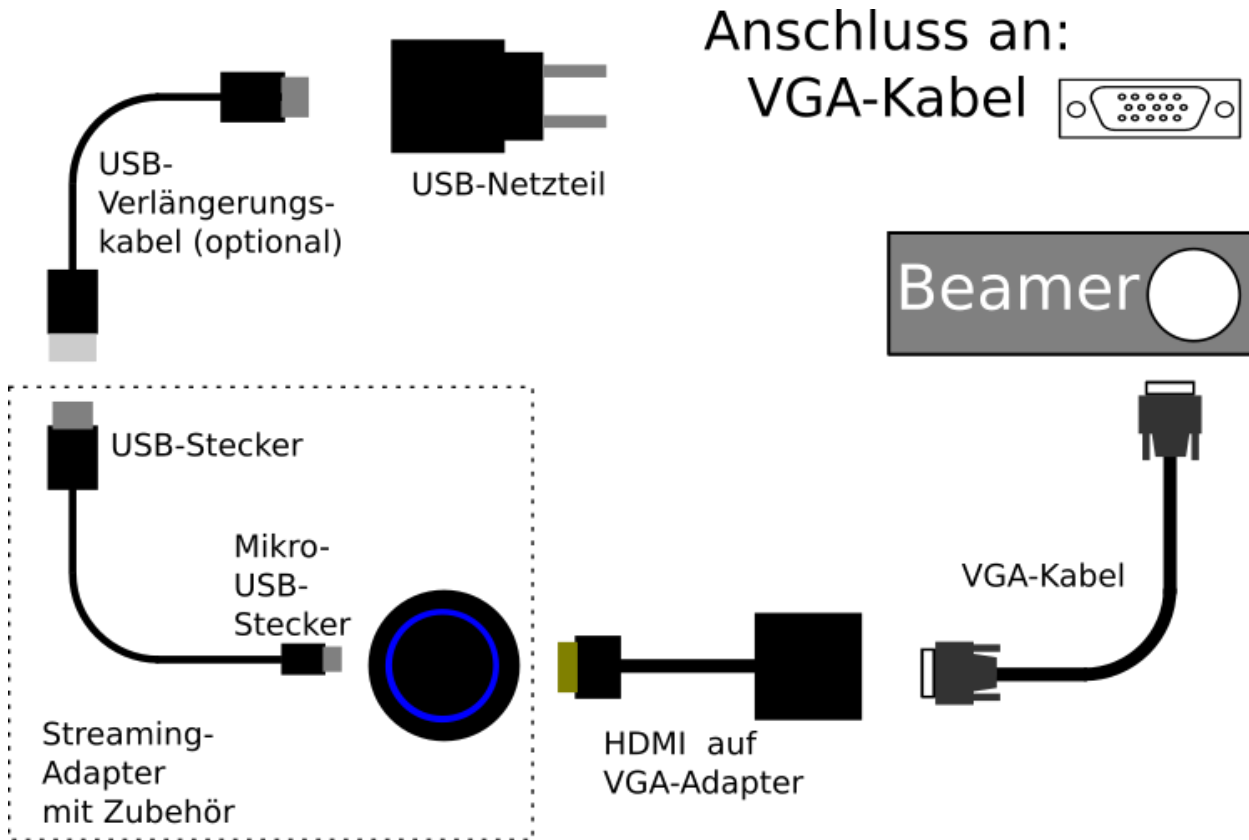 Anschluss an:
VGA-Kabel
USB-
Verlängerungs-
kabel (optional)
USB-Netzteil
Beamer
USB-Stecker
Mikro-
USB-
Stecker
VGA-Kabel
Streaming-
Adapter
mit Zubehör
HDMI auf
VGA-Adapter